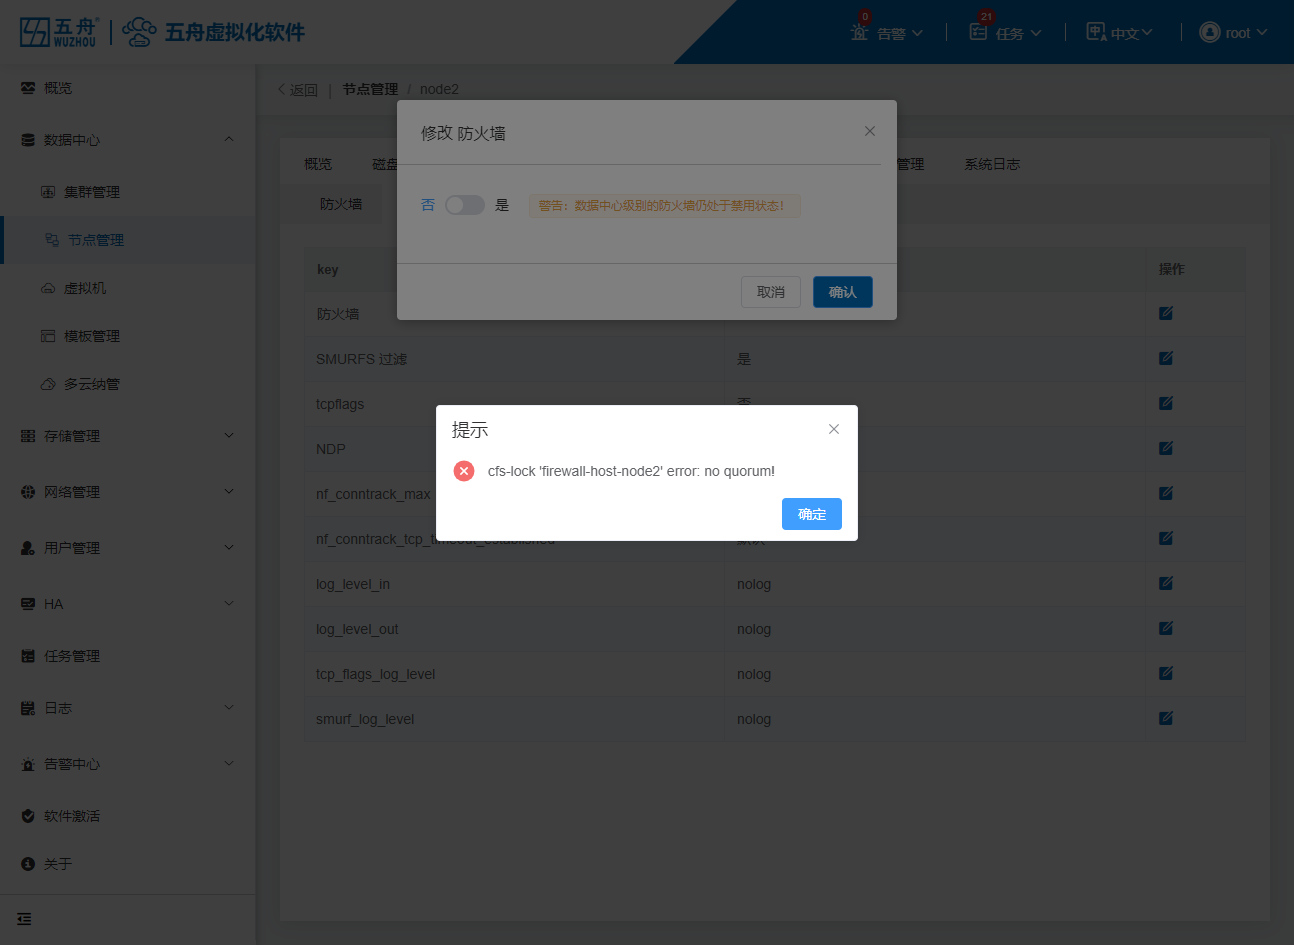 五舟® WUZHOU 五舟虚拟化软件
0 告警
21 任务
中文
root
概览
数据中心
集群管理
节点管理
虚拟机
模板管理
多云纳管
存储管理
网络管理
用户管理
HA
任务管理
日志
告警中心
软件激活
关于
返回 | 节点管理 / node2
概览 磁盘 管理 系统日志
防火墙
修改 防火墙
否 是 警告：数据中心级别的防火墙仍处于禁用状态！
取消 确认
key 操作
防火墙
SMURFS 过滤 是
tcpflags 否
NDP
nf_conntrack_max
nf_conntrack_tcp_timeout_established 默认
log_level_in nolog
log_level_out nolog
tcp_flags_log_level nolog
smurf_log_level nolog
提示
cfs-lock 'firewall-host-node2' error: no quorum!
确定